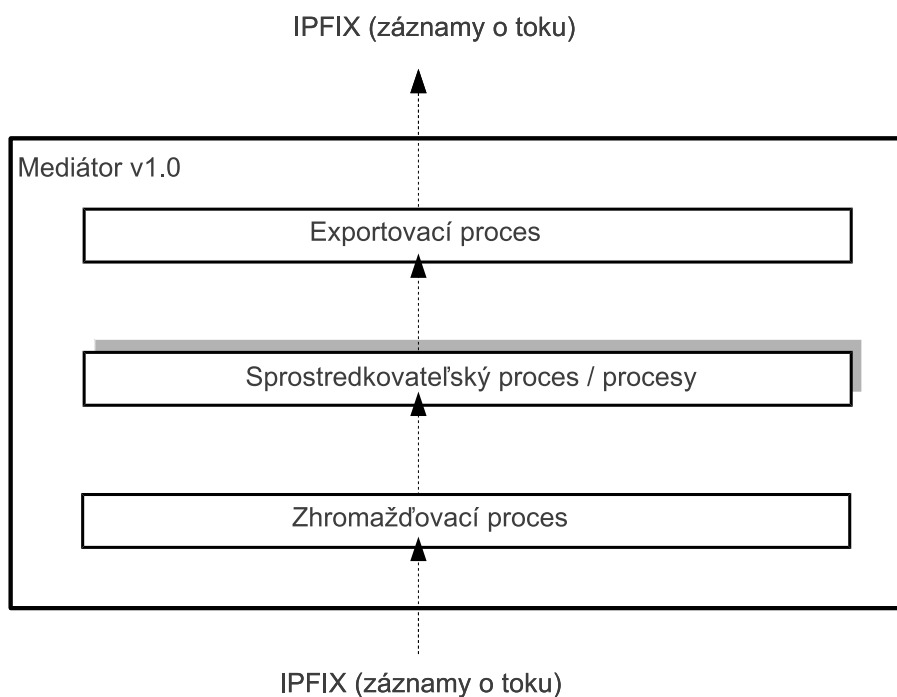 IPFIX (záznamy o toku)
Mediátor v1.0
Exportovací proces
Sprostredkovateľský proces / procesy
Zhromažďovací proces
IPFIX (záznamy o toku)